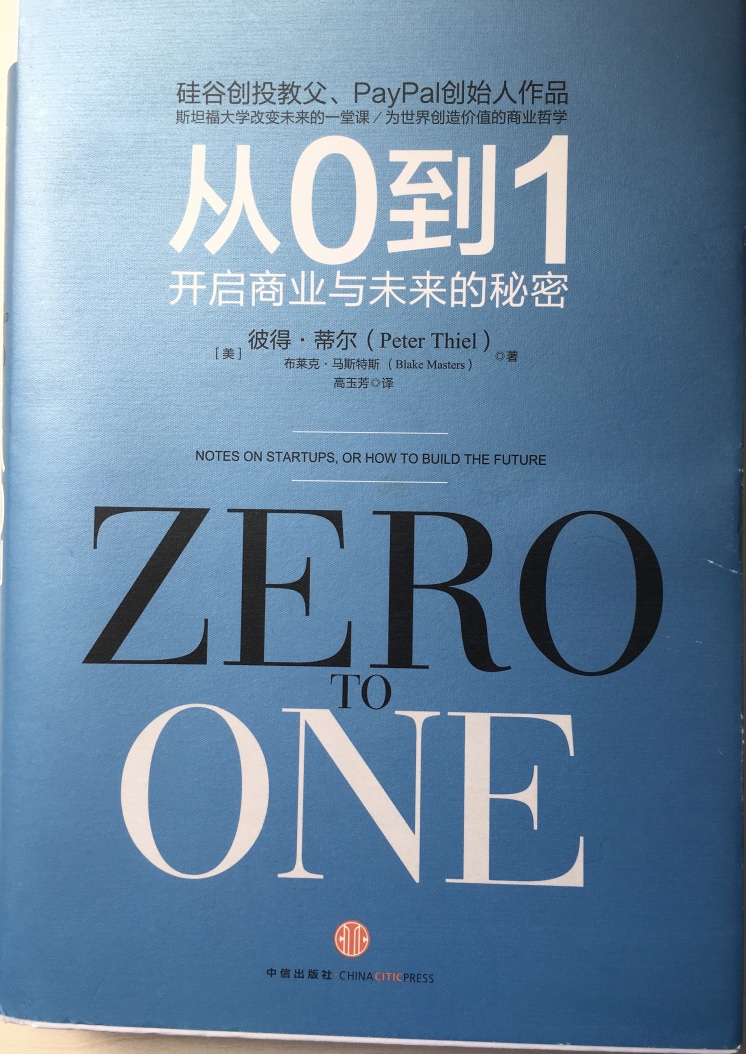 硅谷创投教父、PayPal创始人作品
斯坦福大学改变未来的一堂课/为世界创造价值的商业哲学
从0到1
开启商业与未来的秘密
[美] 彼得·蒂尔(Peter Thiel) ◎著
布莱克·马斯特斯(Blake Masters)
高玉芳◎译
NOTES ON STARTUPS, OR HOW TO BUILD THE FUTURE
ZERO
TO
ONE
中信出版社 CHINACITICPRESS